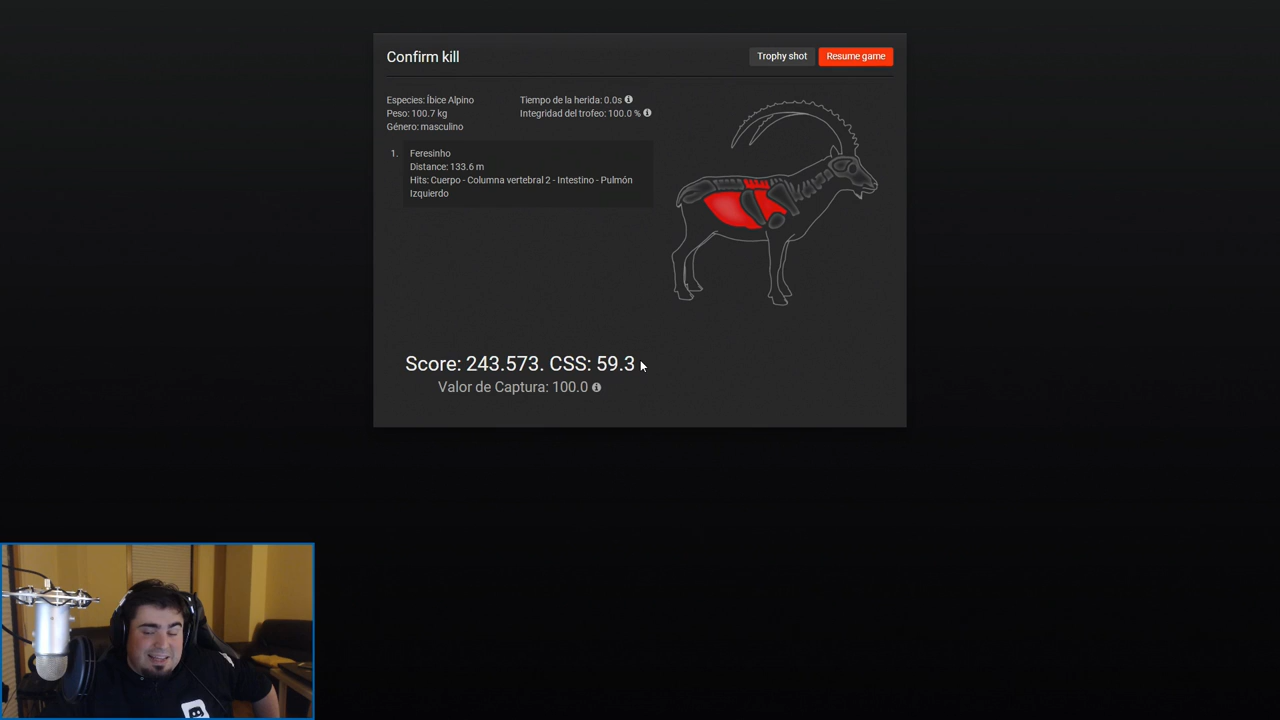 Confirm kill
Trophy shot
Resume game
Especies: Íbice Alpino
Peso: 100.7 kg
Género: masculino
Tiempo de la herida: 0.0s
Integridad del trofeo: 100.0 %
1. Feresinho
Distance: 133.6 m
Hits: Cuerpo - Columna vertebral 2 - Intestino - Pulmón
Izquierdo
Score: 243.573. CSS: 59.3
Valor de Captura: 100.0